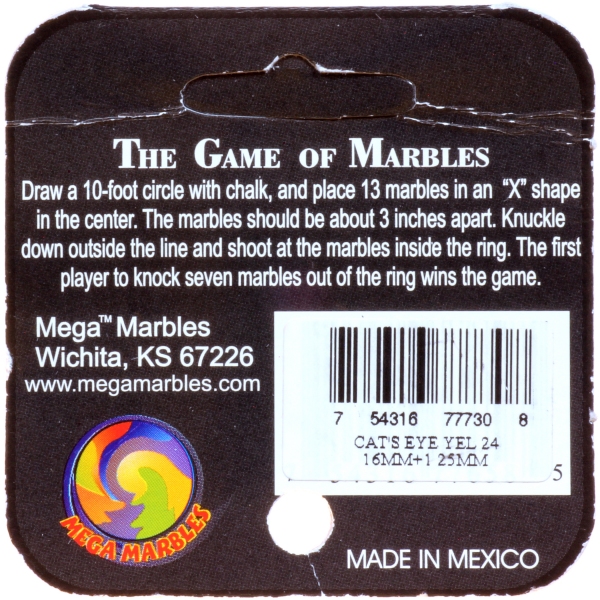 THE GAME OF MARBLES
Draw a 10-foot circle with chalk, and place 13 marbles in an "X" shape
in the center. The marbles should be about 3 inches apart. Knuckle
down outside the line and shoot at the marbles inside the ring. The first
player to knock seven marbles out of the ring wins the game.
Mega™ Marbles
Wichita, KS 67226
www.megamarbles.com
7 54316 77730 8
CAT'S EYE YEL 24
16MM+1 25MM
5
MEGA MARBLES
MADE IN MEXICO